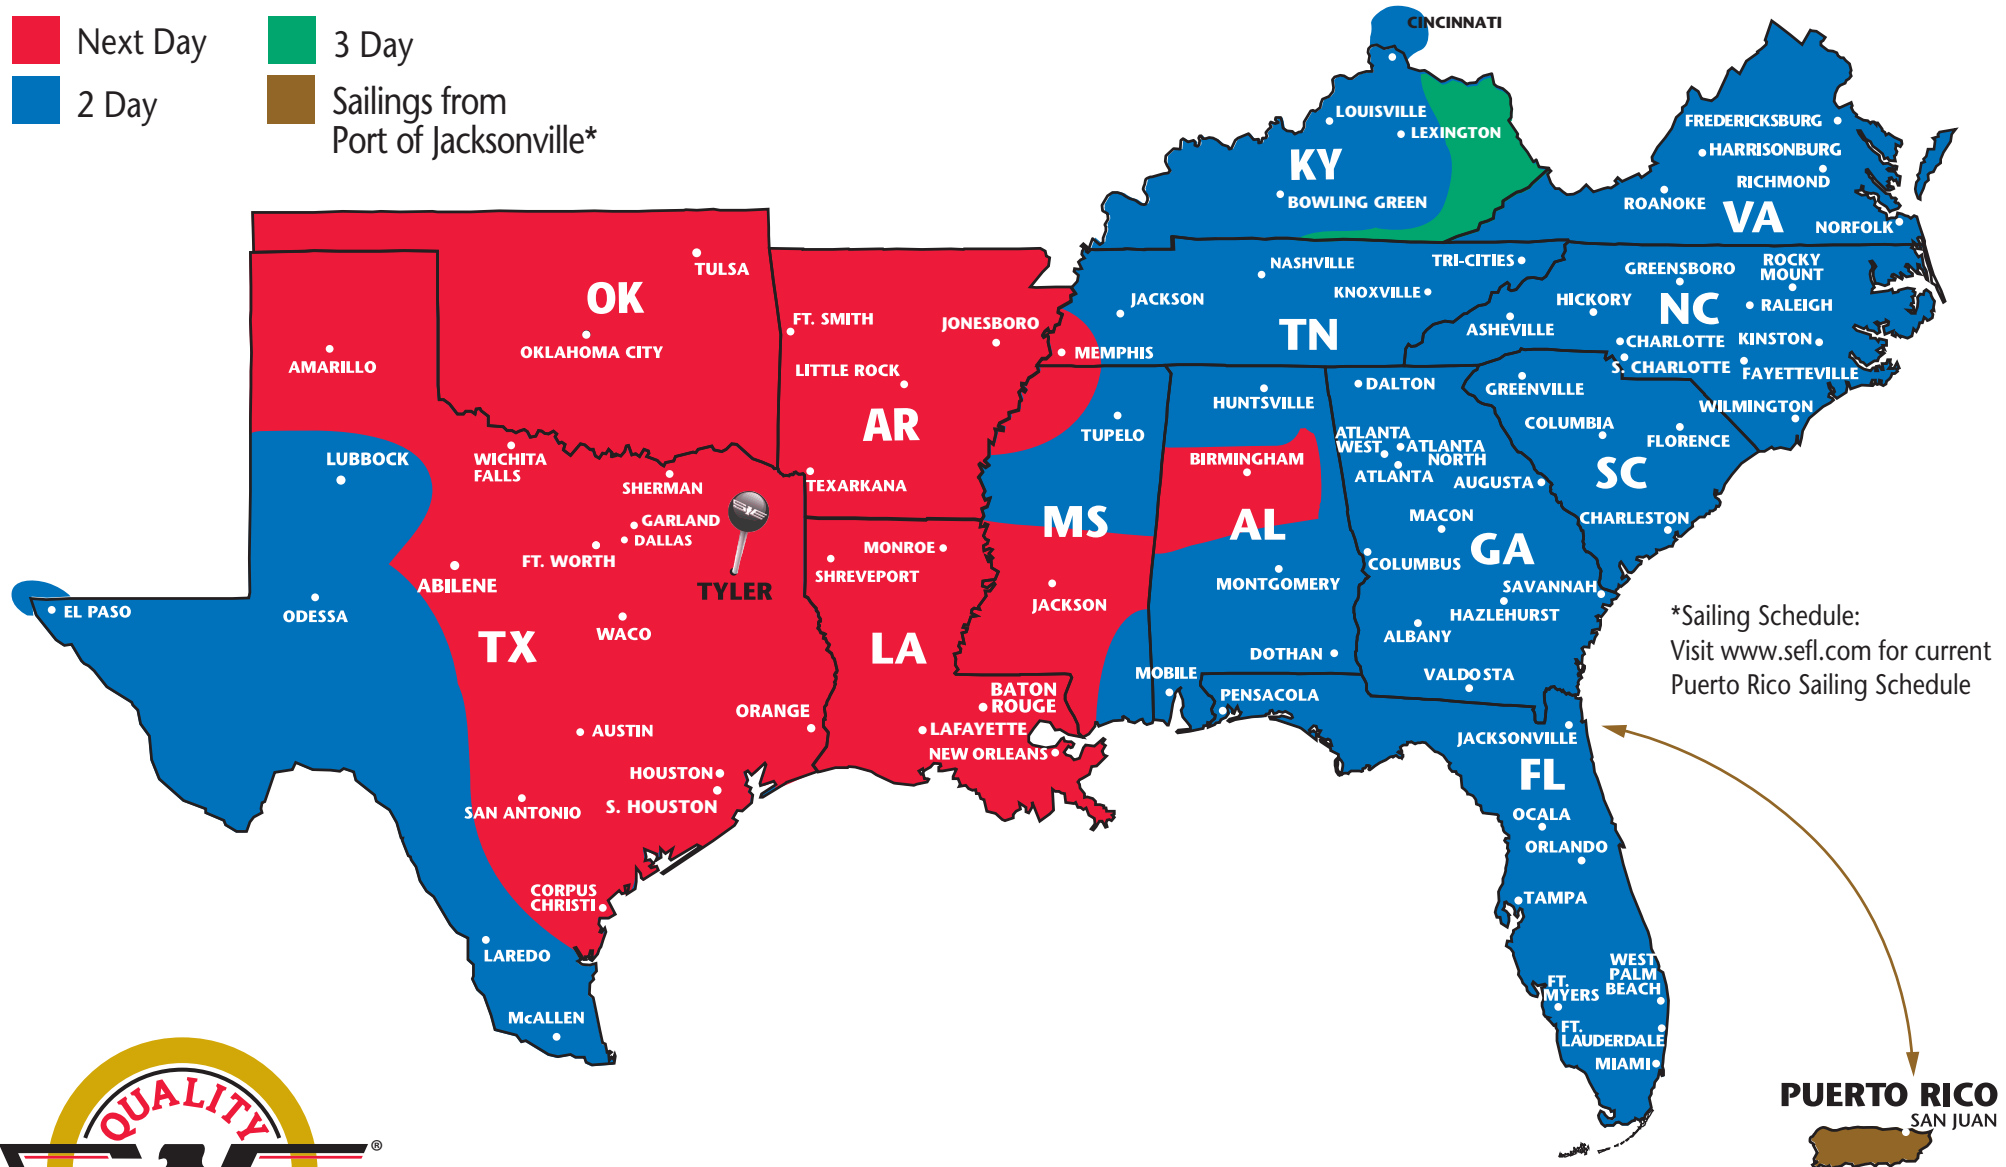 Next Day
2 Day
3 Day
Sailings from
Port of Jacksonville*
CINCINNATI
LOUISVILLE
LEXINGTON
KY
BOWLING GREEN
FREDERICKSBURG
HARRISONBURG
RICHMOND
ROANOKE
VA
NORFOLK
TULSA
OK
OKLAHOMA CITY
AMARILLO
FT. SMITH
JONESBORO
LITTLE ROCK
AR
TEXARKANA
NASHVILLE
TRI-CITIES
KNOXVILLE
JACKSON
TN
MEMPHIS
GREENSBORO
ROCKY
MOUNT
HICKORY
NC
RALEIGH
ASHEVILLE
CHARLOTTE
KINSTON
S. CHARLOTTE
FAYETTEVILLE
WILMINGTON
GREENVILLE
COLUMBIA
FLORENCE
SC
CHARLESTON
DALTON
ATLANTA
WEST
ATLANTA
NORTH
ATLANTA
AUGUSTA
MACON
GA
COLUMBUS
SAVANNAH
HAZLEHURST
ALBANY
VALDOSTA
HUNTSVILLE
BIRMINGHAM
AL
MONTGOMERY
DOTHAN
MOBILE
TUPELO
MS
JACKSON
LUBBOCK
WICHITA
FALLS
SHERMAN
GARLAND
DALLAS
FT. WORTH
TYLER
ABILENE
EL PASO
ODESSA
WACO
TX
AUSTIN
ORANGE
HOUSTON
S. HOUSTON
SAN ANTONIO
CORPUS
CHRISTI
LAREDO
McALLEN
MONROE
SHREVEPORT
LA
BATON
ROUGE
LAFAYETTE
NEW ORLEANS
PENSACOLA
JACKSONVILLE
FL
OCALA
ORLANDO
TAMPA
WEST
PALM
BEACH
FT.
MYERS
FT.
LAUDERDALE
MIAMI
*Sailing Schedule:
Visit www.sefl.com for current
Puerto Rico Sailing Schedule
PUERTO RICO
SAN JUAN
QUALITY
®